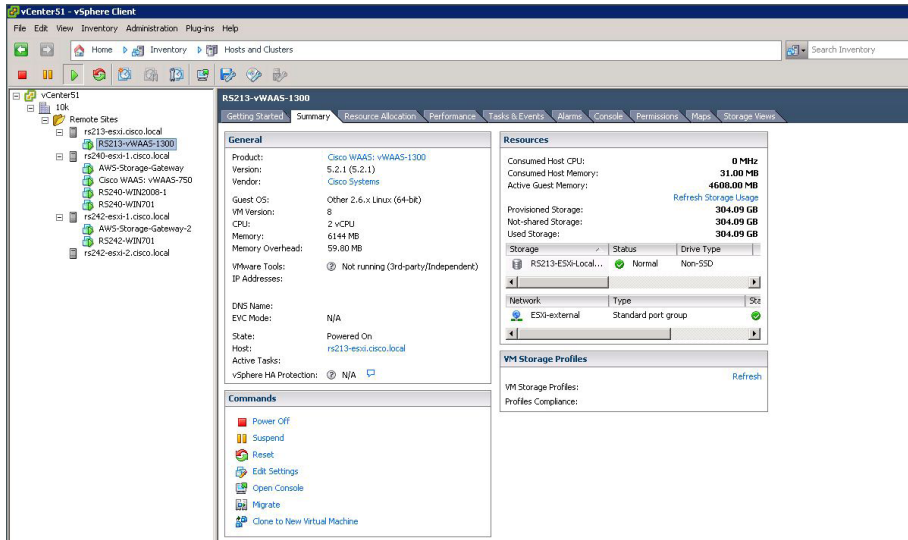 vCenter51 - vSphere Client
File Edit View Inventory Administration Plug-ins Help
Home Inventory Hosts and Clusters
Search Inventory
vCenter51
10k
Remote Sites
rs213-esxi.cisco.local
RS213-vWAAS-1300
rs240-esxi-1.cisco.local
AWS-Storage-Gateway
Cisco WAAS: vWAAS-750
RS240-WIN2008-1
RS240-WIN701
rs242-esxi-1.cisco.local
AWS-Storage-Gateway-2
RS242-WIN701
rs242-esxi-2.cisco.local
RS213-vWAAS-1300
Getting Started Summary Resource Allocation Performance Tasks & Events Alarms Console Permissions Maps Storage Views
General
Product: Cisco WAAS: vWAAS-1300
Version: 5.2.1 (5.2.1)
Vendor: Cisco Systems
Guest OS: Other 2.6.x Linux (64-bit)
VM Version: 8
CPU: 2 vCPU
Memory: 6144 MB
Memory Overhead: 59.80 MB
VMware Tools: Not running (3rd-party/Independent)
IP Addresses:
DNS Name:
EVC Mode: N/A
State: Powered On
Host: rs213-esxi.cisco.local
Active Tasks:
vSphere HA Protection: N/A
Commands
Power Off
Suspend
Reset
Edit Settings
Open Console
Migrate
Clone to New Virtual Machine
Resources
Consumed Host CPU: 0 MHz
Consumed Host Memory: 31.00 MB
Active Guest Memory: 4608.00 MB
Refresh Storage Usage
Provisioned Storage: 304.09 GB
Not-shared Storage: 304.09 GB
Used Storage: 304.09 GB
Storage Status Drive Type
RS213-ESXi-Local... Normal Non-SSD
Network Type Sta
ESXi-external Standard port group
VM Storage Profiles
Refresh
VM Storage Profiles:
Profiles Compliance: